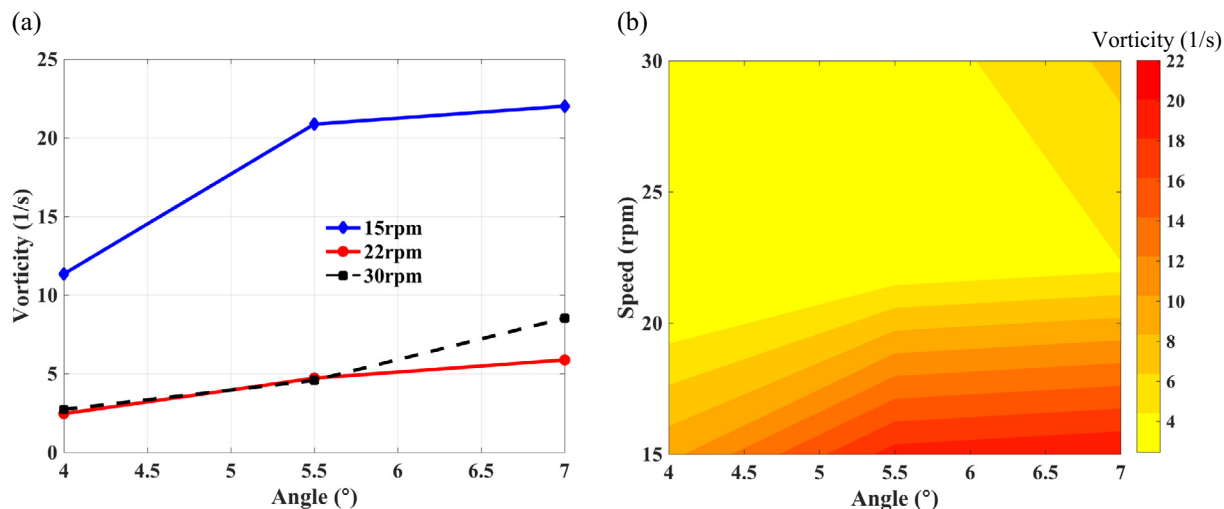 (a)
25
20
15
10
5
0
Vorticity (1/s)
15rpm
22rpm
30rpm
4 4.5 5 5.5 6 6.5 7
Angle (°)
(b)
Vorticity (1/s)
30
25
20
15
Speed (rpm)
4 4.5 5 5.5 6 6.5 7
Angle (°)
22
20
18
16
14
12
10
8
6
4